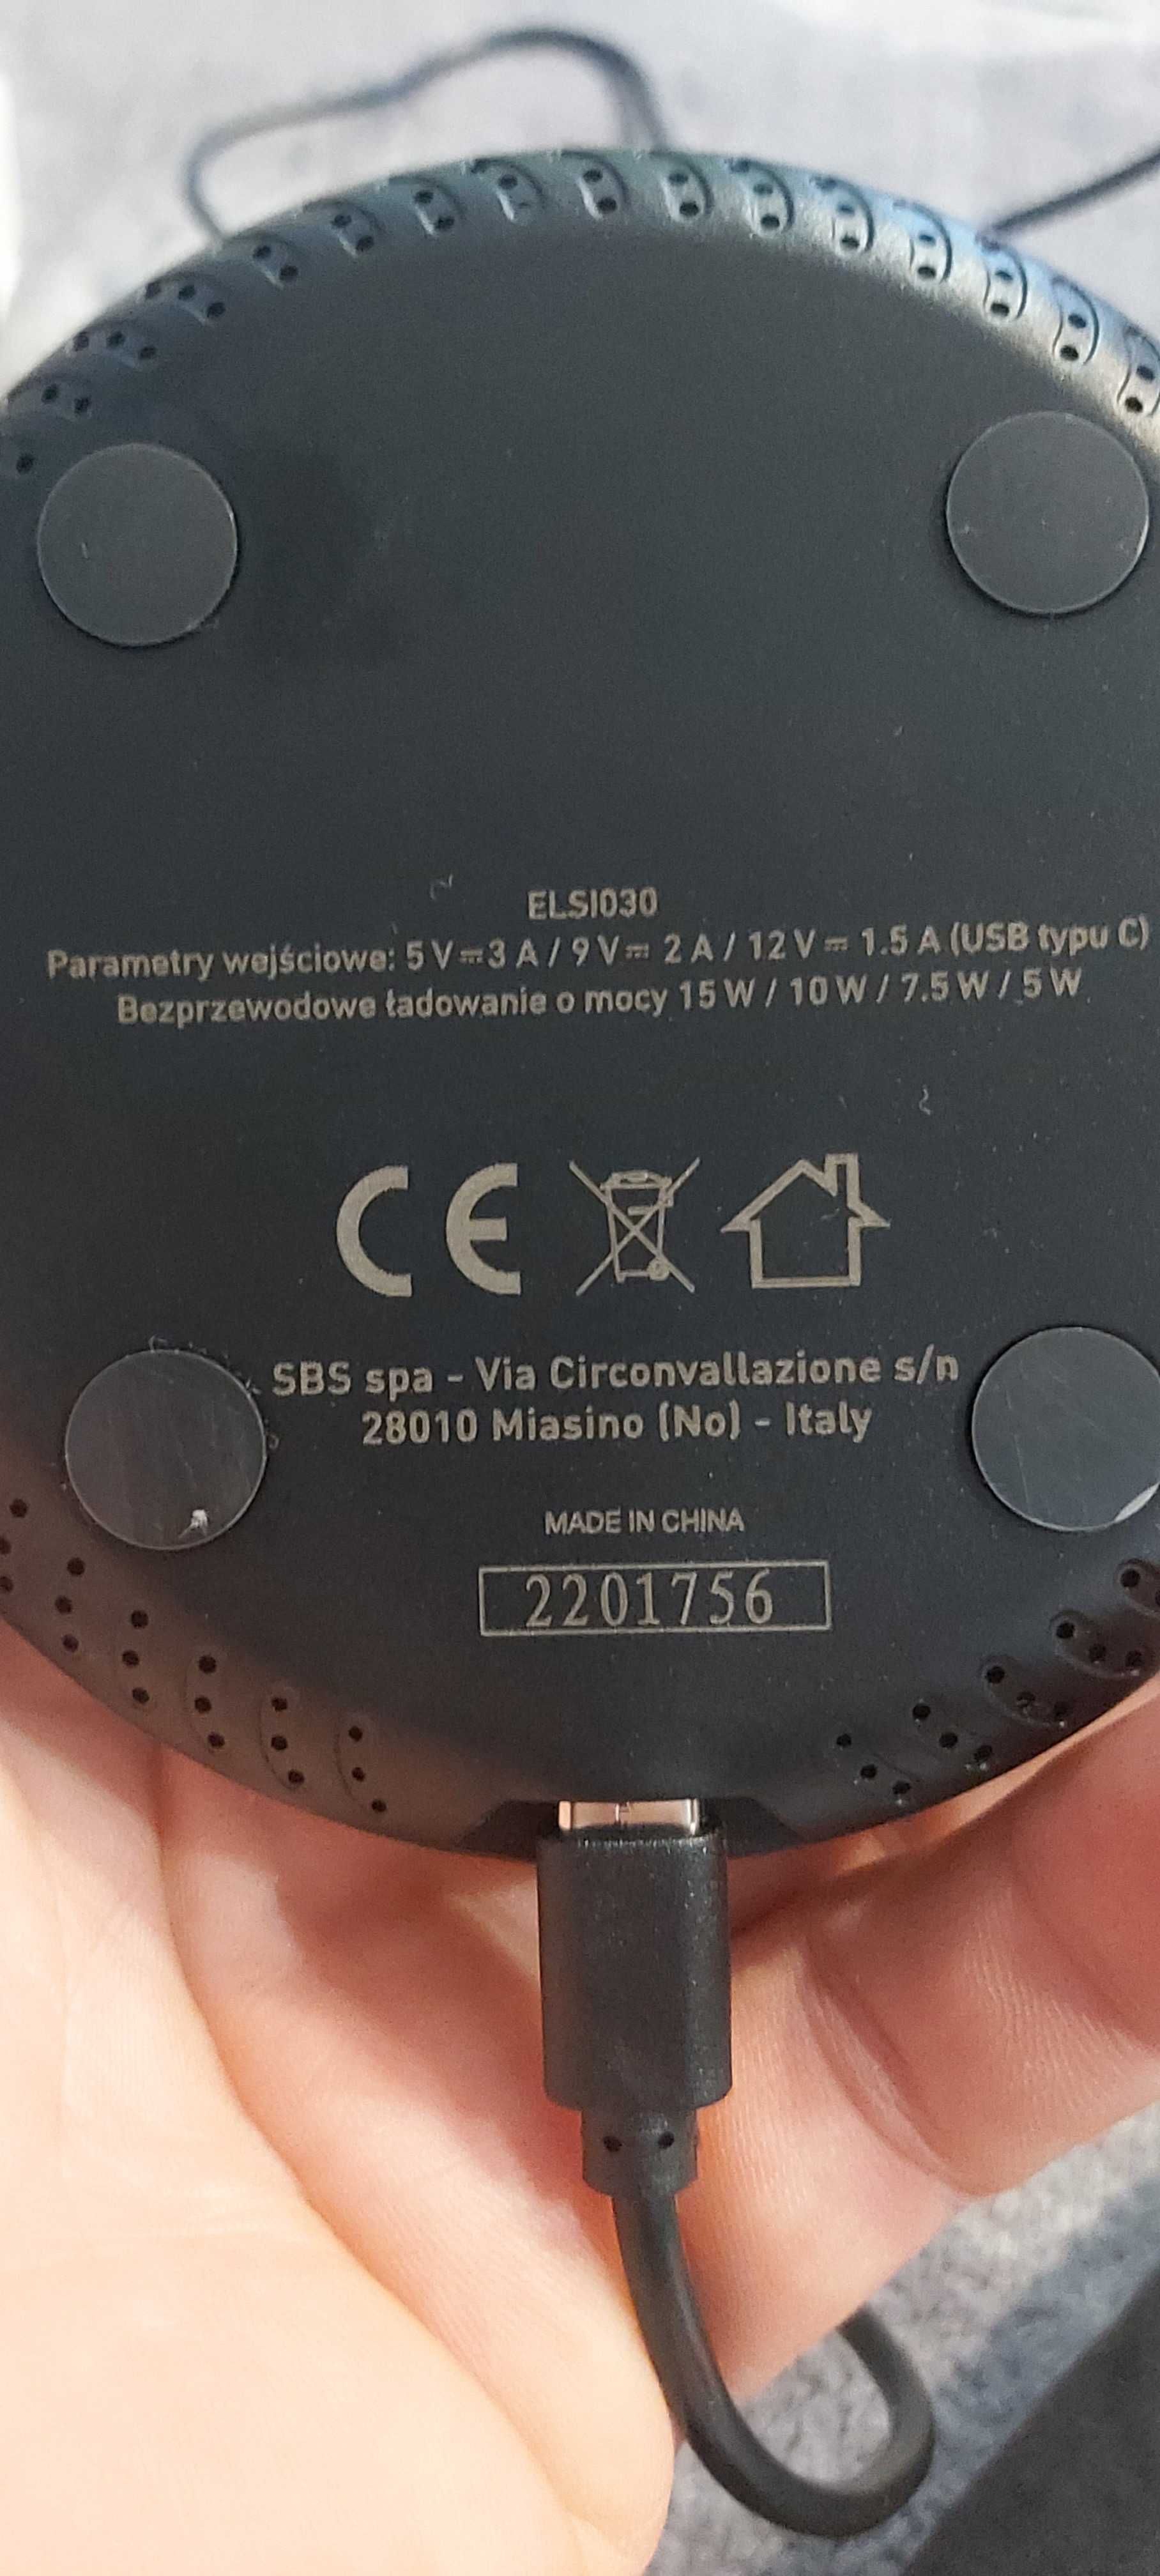 ELSI030
Parametry wejściowe: 5 V⎓3 A / 9 V⎓ 2 A / 12 V⎓ 1.5 A (USB typu C)
Bezprzewodowe ładowanie o mocy 15 W / 10 W / 7.5 W / 5 W
CE
SBS spa - Via Circonvallazione s/n
28010 Miasino (No) - Italy
MADE IN CHINA
2201756